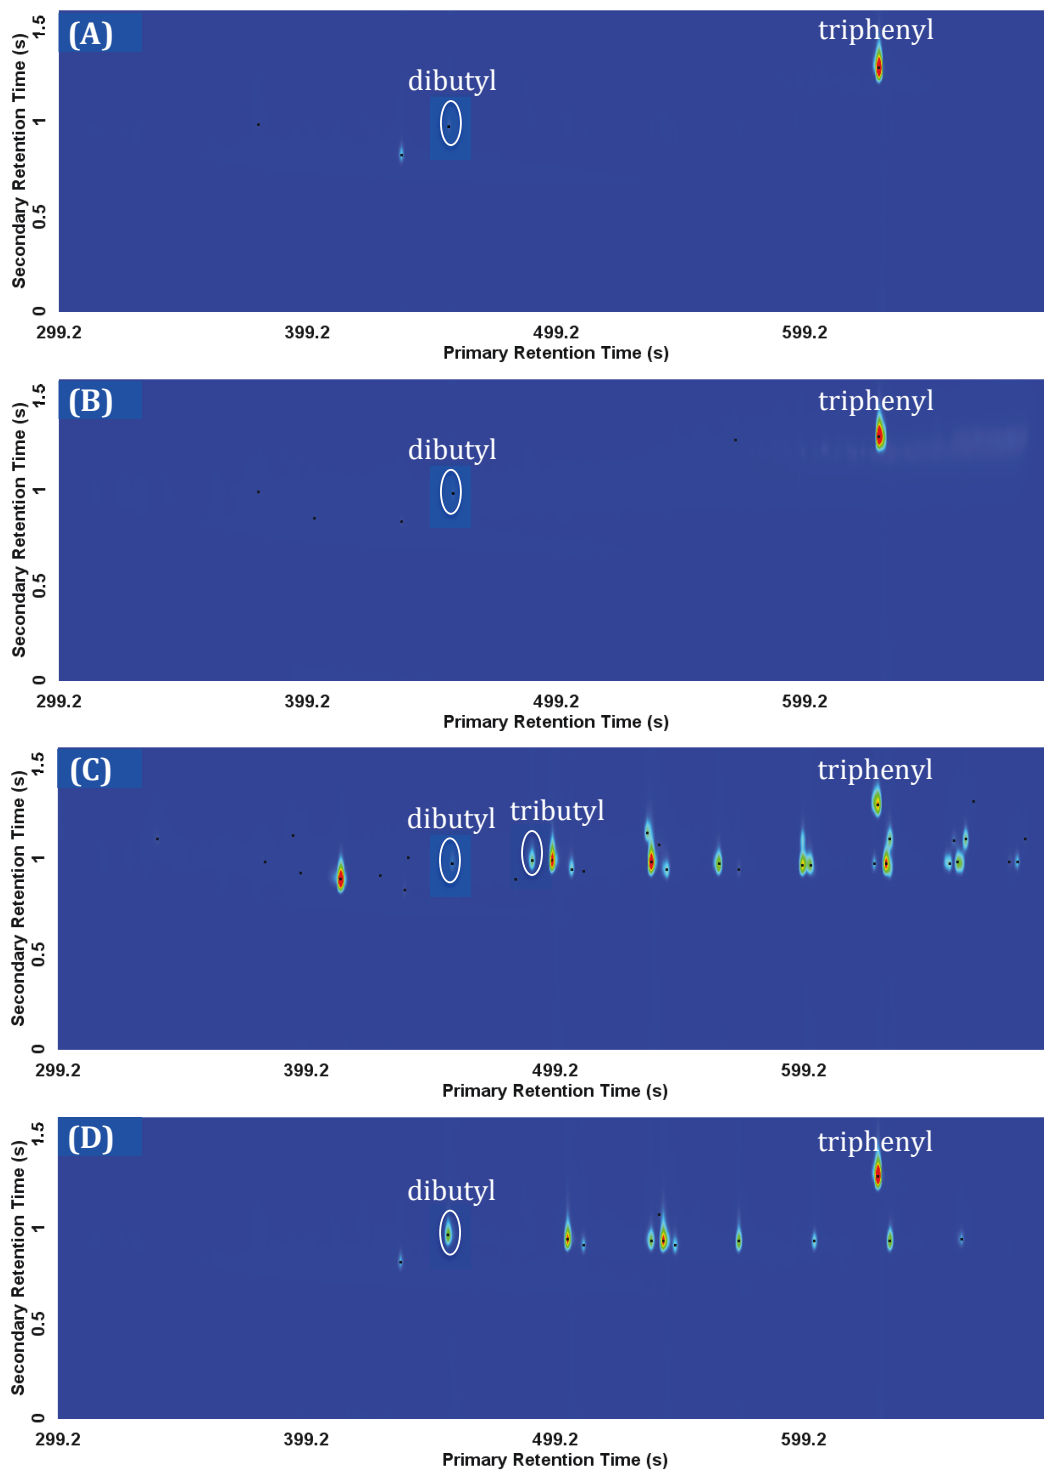 (A)
triphenyl
dibutyl
Secondary Retention Time (s)
1.5
1
0.5
0
299.2 399.2 499.2 599.2
Primary Retention Time (s)
(B)
triphenyl
dibutyl
Secondary Retention Time (s)
1.5
1
0.5
0
299.2 399.2 499.2 599.2
Primary Retention Time (s)
(C)
triphenyl
dibutyl tributyl
Secondary Retention Time (s)
1.5
1
0.5
0
299.2 399.2 499.2 599.2
Primary Retention Time (s)
(D)
triphenyl
dibutyl
Secondary Retention Time (s)
1.5
1
0.5
0
299.2 399.2 499.2 599.2
Primary Retention Time (s)